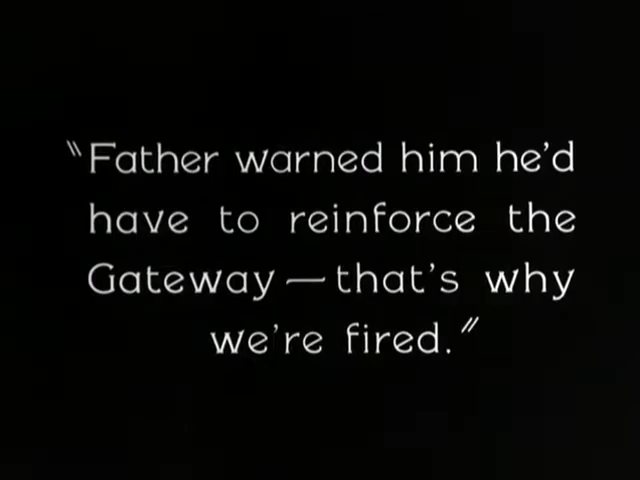 "Father warned him he'd
have to reinforce the
Gateway—that's why
we're fired."